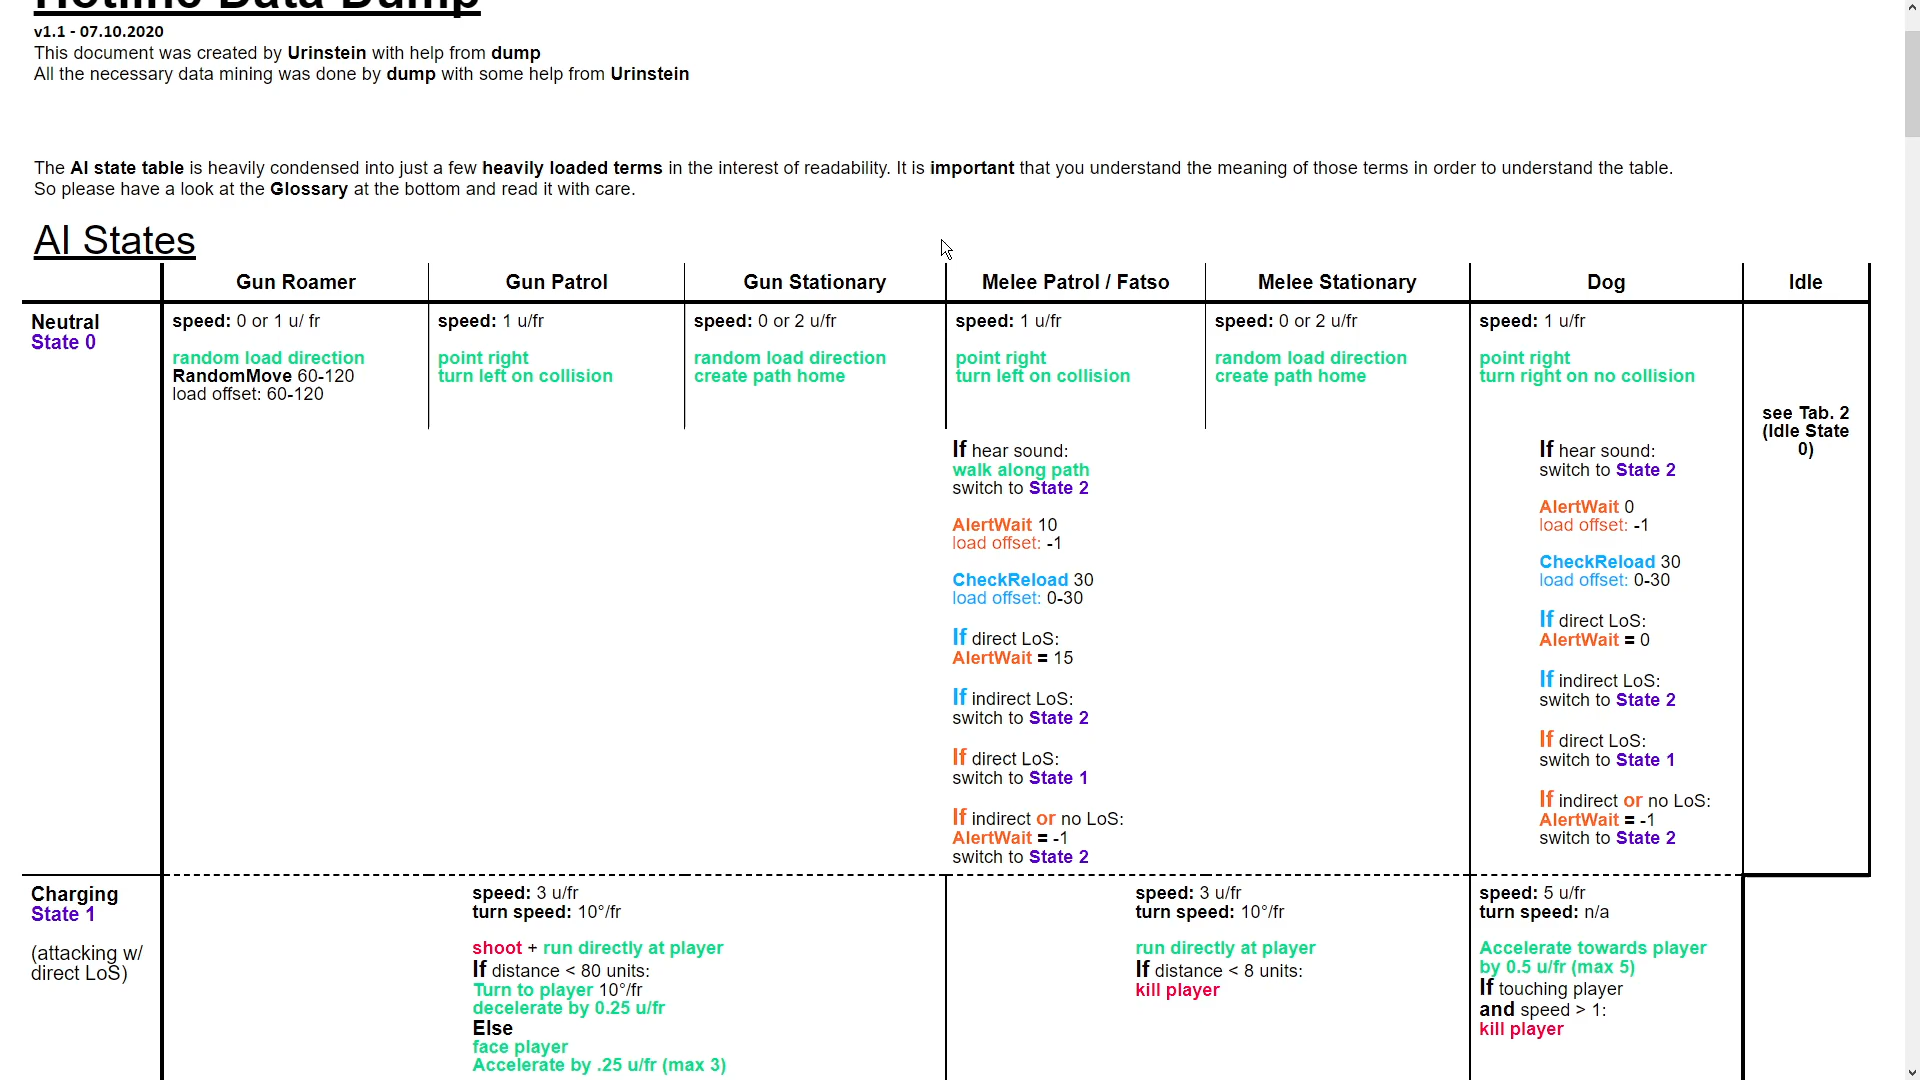 Hotline Data Dump
v1.1 - 07.10.2020
This document was created by Urinstein with help from dump
All the necessary data mining was done by dump with some help from Urinstein
The AI state table is heavily condensed into just a few heavily loaded terms in the interest of readability. It is important that you understand the meaning of those terms in order to understand the table.
So please have a look at the Glossary at the bottom and read it with care.
AI States
Gun Roamer
Gun Patrol
Gun Stationary
Melee Patrol / Fatso
Melee Stationary
Dog
Idle
Neutral
State 0
speed: 0 or 1 u/ fr
random load direction
RandomMove 60-120
load offset: 60-120
speed: 1 u/fr
point right
turn left on collision
speed: 0 or 2 u/fr
random load direction
create path home
speed: 1 u/fr
point right
turn left on collision
speed: 0 or 2 u/fr
random load direction
create path home
If hear sound:
walk along path
switch to State 2
AlertWait 10
load offset: -1
CheckReload 30
load offset: 0-30
If direct LoS:
AlertWait = 15
If indirect LoS:
switch to State 2
If direct LoS:
switch to State 1
If indirect or no LoS:
AlertWait = -1
switch to State 2
speed: 1 u/fr
point right
turn right on no collision
If hear sound:
switch to State 2
AlertWait 0
load offset: -1
CheckReload 30
load offset: 0-30
If direct LoS:
AlertWait = 0
If indirect LoS:
switch to State 2
If direct LoS:
switch to State 1
If indirect or no LoS:
AlertWait = -1
switch to State 2
see Tab. 2
(Idle State
0)
Charging
State 1
(attacking w/
direct LoS)
speed: 3 u/fr
turn speed: 10°/fr
shoot + run directly at player
If distance < 80 units:
Turn to player 10°/fr
decelerate by 0.25 u/fr
Else
face player
Accelerate by .25 u/fr (max 3)
speed: 3 u/fr
turn speed: 10°/fr
run directly at player
If distance < 8 units:
kill player
speed: 5 u/fr
turn speed: n/a
Accelerate towards player
by 0.5 u/fr (max 5)
If touching player
and speed > 1:
kill player